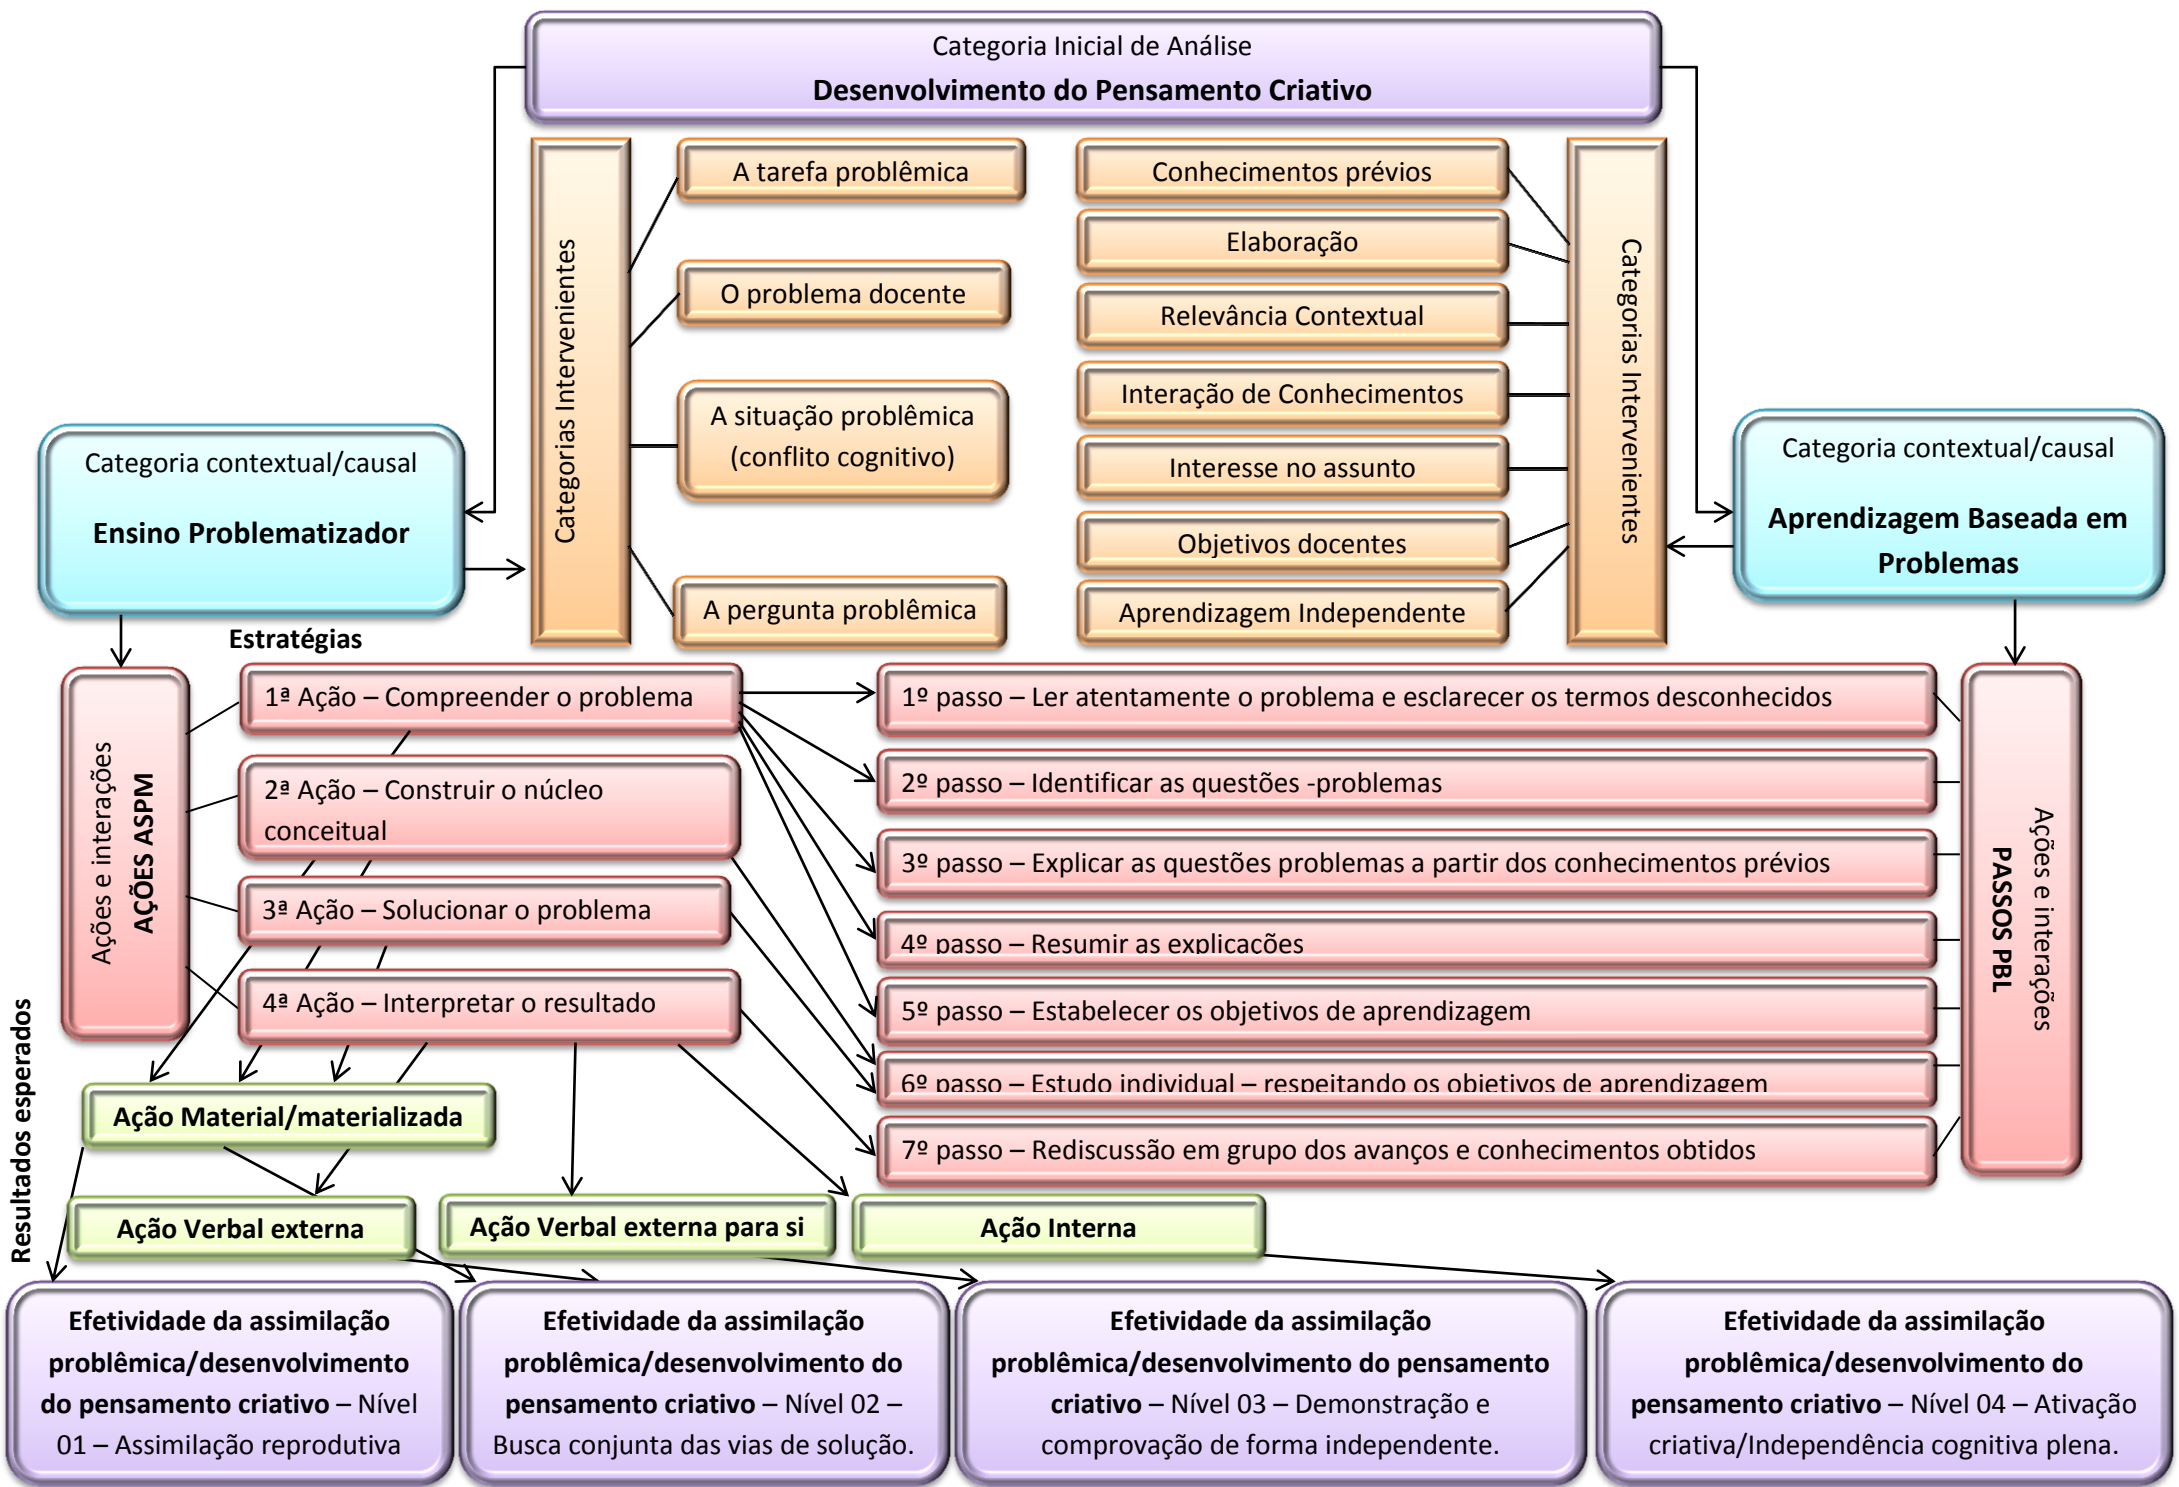 Categoria Inicial de Análise
Desenvolvimento do Pensamento Criativo
Categorias Intervenientes
A tarefa problêmica
O problema docente
A situação problêmica
(conflito cognitivo)
A pergunta problêmica
Conhecimentos prévios
Elaboração
Relevância Contextual
Interação de Conhecimentos
Interesse no assunto
Objetivos docentes
Aprendizagem Independente
Categorias Intervenientes
Categoria contextual/causal
Ensino Problematizador
Categoria contextual/causal
Aprendizagem Baseada em
Problemas
Estratégias
Ações e interações
AÇÕES ASPM
1ª Ação – Compreender o problema
2ª Ação – Construir o núcleo
conceitual
3ª Ação – Solucionar o problema
4ª Ação – Interpretar o resultado
1º passo – Ler atentamente o problema e esclarecer os termos desconhecidos
2º passo – Identificar as questões -problemas
3º passo – Explicar as questões problemas a partir dos conhecimentos prévios
4º passo – Resumir as explicações
5º passo – Estabelecer os objetivos de aprendizagem
6º passo – Estudo individual – respeitando os objetivos de aprendizagem
7º passo – Rediscussão em grupo dos avanços e conhecimentos obtidos
Ações e interações
PASSOS PBL
Resultados esperados
Ação Material/materializada
Ação Verbal externa
Ação Verbal externa para si
Ação Interna
Efetividade da assimilação
problêmica/desenvolvimento
do pensamento criativo – Nível
01 – Assimilação reprodutiva
Efetividade da assimilação
problêmica/desenvolvimento do
pensamento criativo – Nível 02 –
Busca conjunta das vias de solução.
Efetividade da assimilação
problêmica/desenvolvimento do pensamento
criativo – Nível 03 – Demonstração e
comprovação de forma independente.
Efetividade da assimilação
problêmica/desenvolvimento do
pensamento criativo – Nível 04 – Ativação
criativa/Independência cognitiva plena.